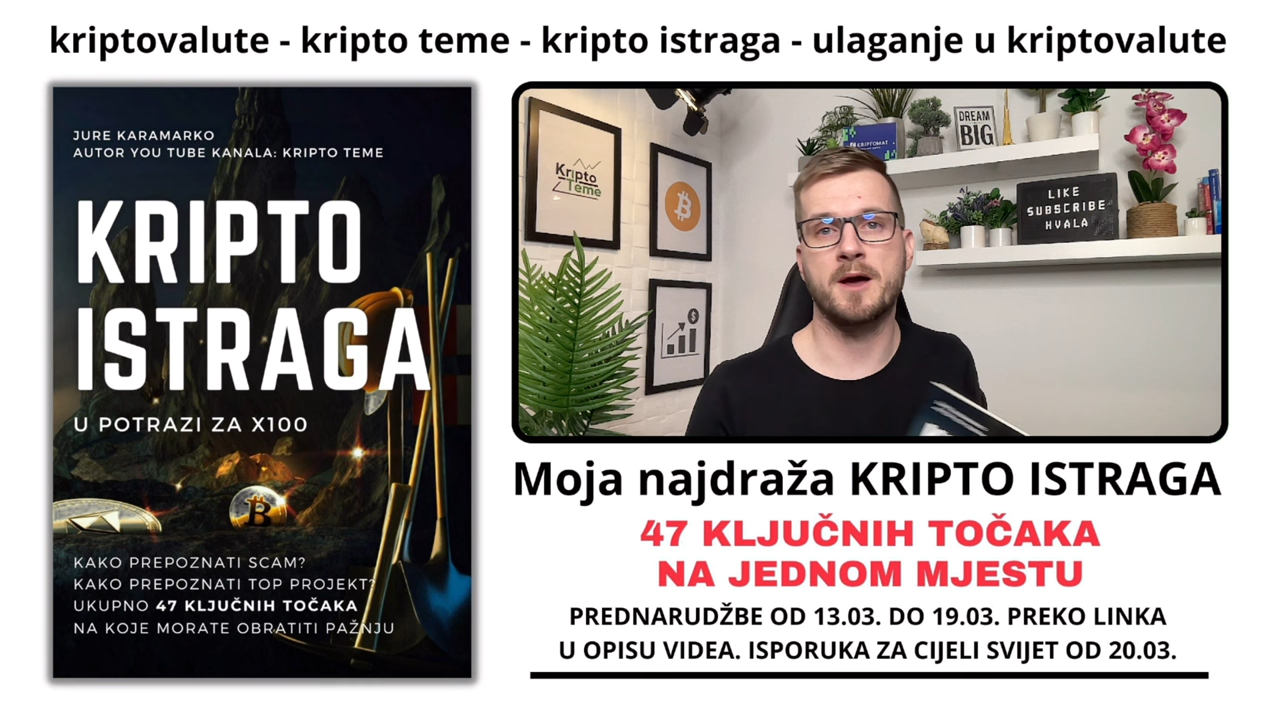 kriptovalute - kripto teme - kripto istraga - ulaganje u kriptovalute
JURE KARAMARKO
AUTOR YOU TUBE KANALA: KRIPTO TEME
KRIPTO
ISTRAGA
U POTRAZI ZA X100
KAKO PREPOZNATI SCAM?
KAKO PREPOZNATI TOP PROJEKT?
UKUPNO 47 KLJUČNIH TOČAKA
NA KOJE MORATE OBRATITI PAŽNJU
Kripto
Teme
KRIPTOMAT
DREAM
BIG
LIKE
SUBSCRIBE
HVALA
Moja najdraža KRIPTO ISTRAGA
47 KLJUČNIH TOČAKA
NA JEDNOM MJESTU
PREDNARUDŽBE OD 13.03. DO 19.03. PREKO LINKA
U OPISU VIDEA. ISPORUKA ZA CIJELI SVIJET OD 20.03.